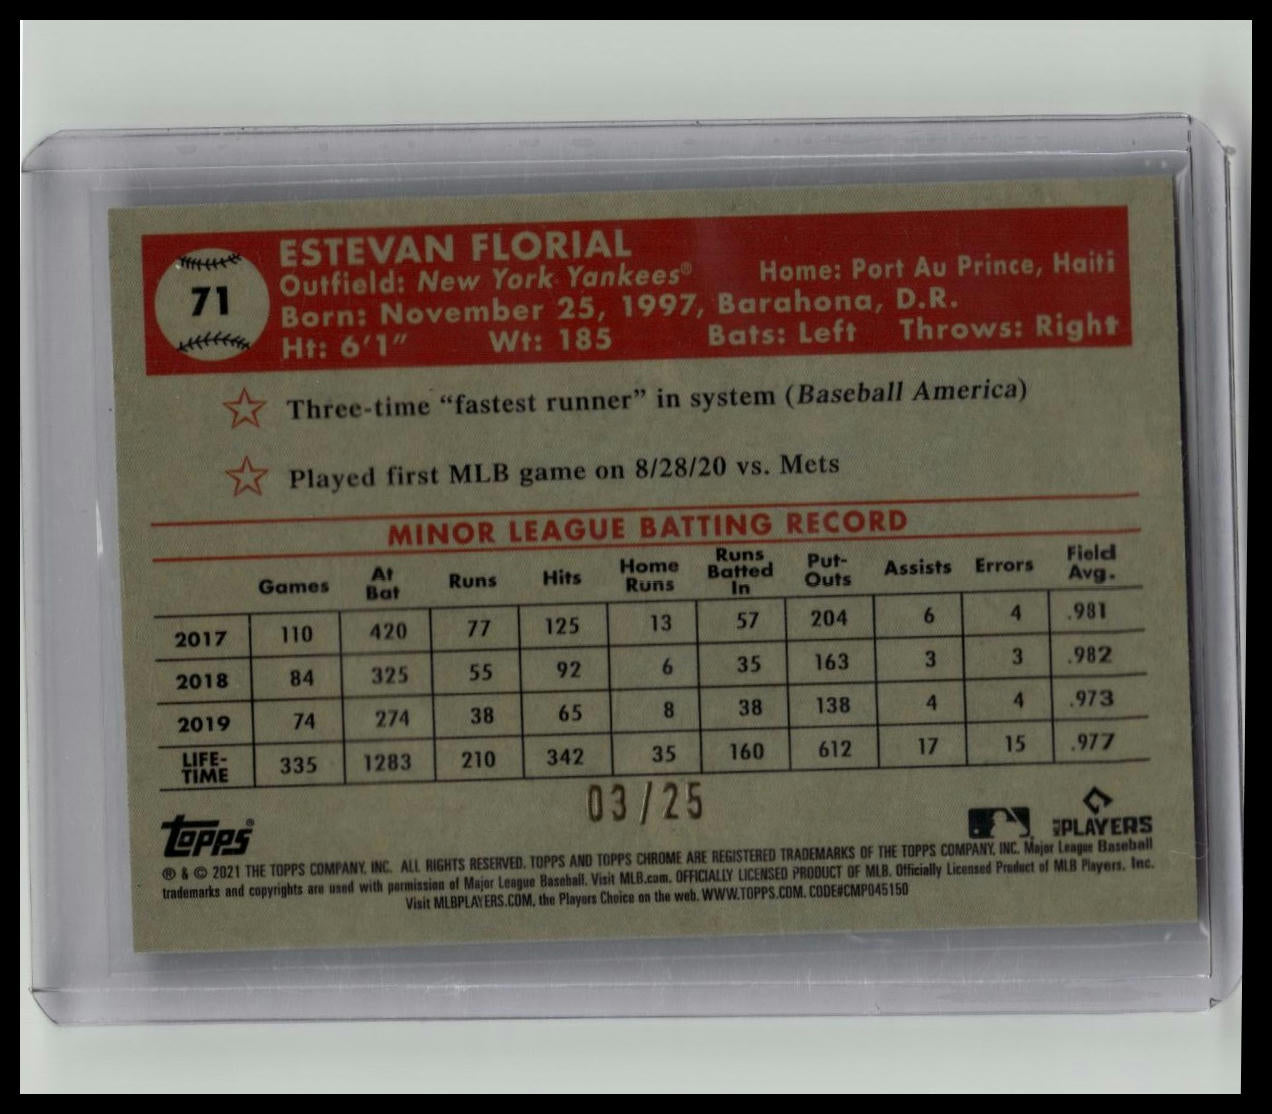 71
ESTEVAN FLORIAL
Outfield: New York Yankees® Home: Port Au Prince, Haiti
Born: November 25, 1997, Barahona, D.R.
Ht: 6'1" Wt: 185 Bats: Left Throws: Right
Three-time “fastest runner” in system (Baseball America)
Played first MLB game on 8/28/20 vs. Mets
MINOR LEAGUE BATTING RECORD
Games At Bat Runs Hits Home Runs Runs Batted In Put-Outs Assists Errors Field Avg.
2017 110 420 77 125 13 57 204 6 4 .981
2018 84 325 55 92 6 35 163 3 3 .982
2019 74 274 38 65 8 38 138 4 4 .973
LIFE-TIME 335 1283 210 342 35 160 612 17 15 .977
03/25
Topps® MLB PLAYERS
® & © 2021 THE TOPPS COMPANY, INC. ALL RIGHTS RESERVED. TOPPS AND TOPPS CHROME ARE REGISTERED TRADEMARKS OF THE TOPPS COMPANY, INC. Major League Baseball
trademarks and copyrights are used with permission of Major League Baseball. Visit MLB.com. OFFICIALLY LICENSED PRODUCT OF MLB. Officially Licensed Product of MLB Players, Inc.
Visit MLBPLAYERS.COM, the Players Choice on the web. WWW.TOPPS.COM. CODE#CMP045150